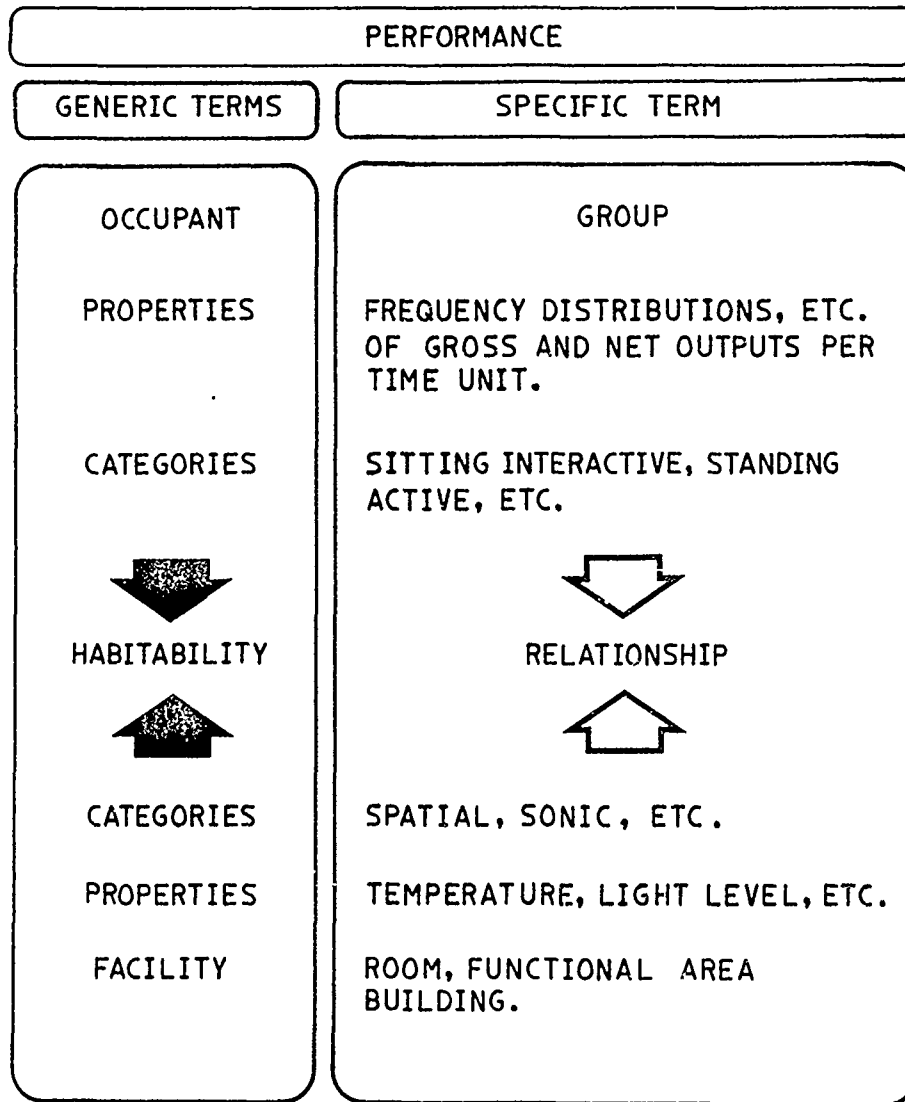 PERFORMANCE
GENERIC TERMS
SPECIFIC TERM
OCCUPANT
GROUP
PROPERTIES
FREQUENCY DISTRIBUTIONS, ETC.
OF GROSS AND NET OUTPUTS PER
TIME UNIT.
CATEGORIES
SITTING INTERACTIVE, STANDING
ACTIVE, ETC.
HABITABILITY
RELATIONSHIP
CATEGORIES
SPATIAL, SONIC, ETC.
PROPERTIES
TEMPERATURE, LIGHT LEVEL, ETC.
FACILITY
ROOM, FUNCTIONAL AREA
BUILDING.